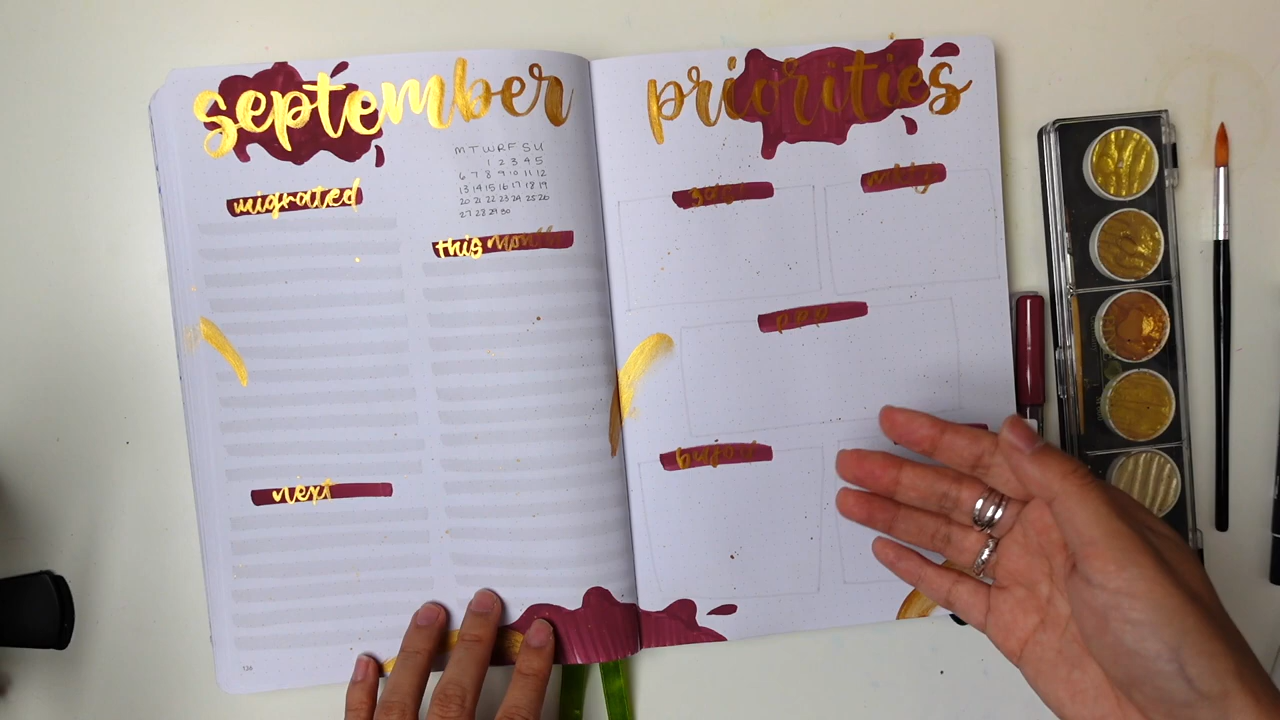 september
M T W R F S U
1 2 3 4 5
6 7 8 9 10 11 12
13 14 15 16 17 18 19
20 21 22 23 24 25 26
27 28 29 30
migrated
this month
next
126
priorities